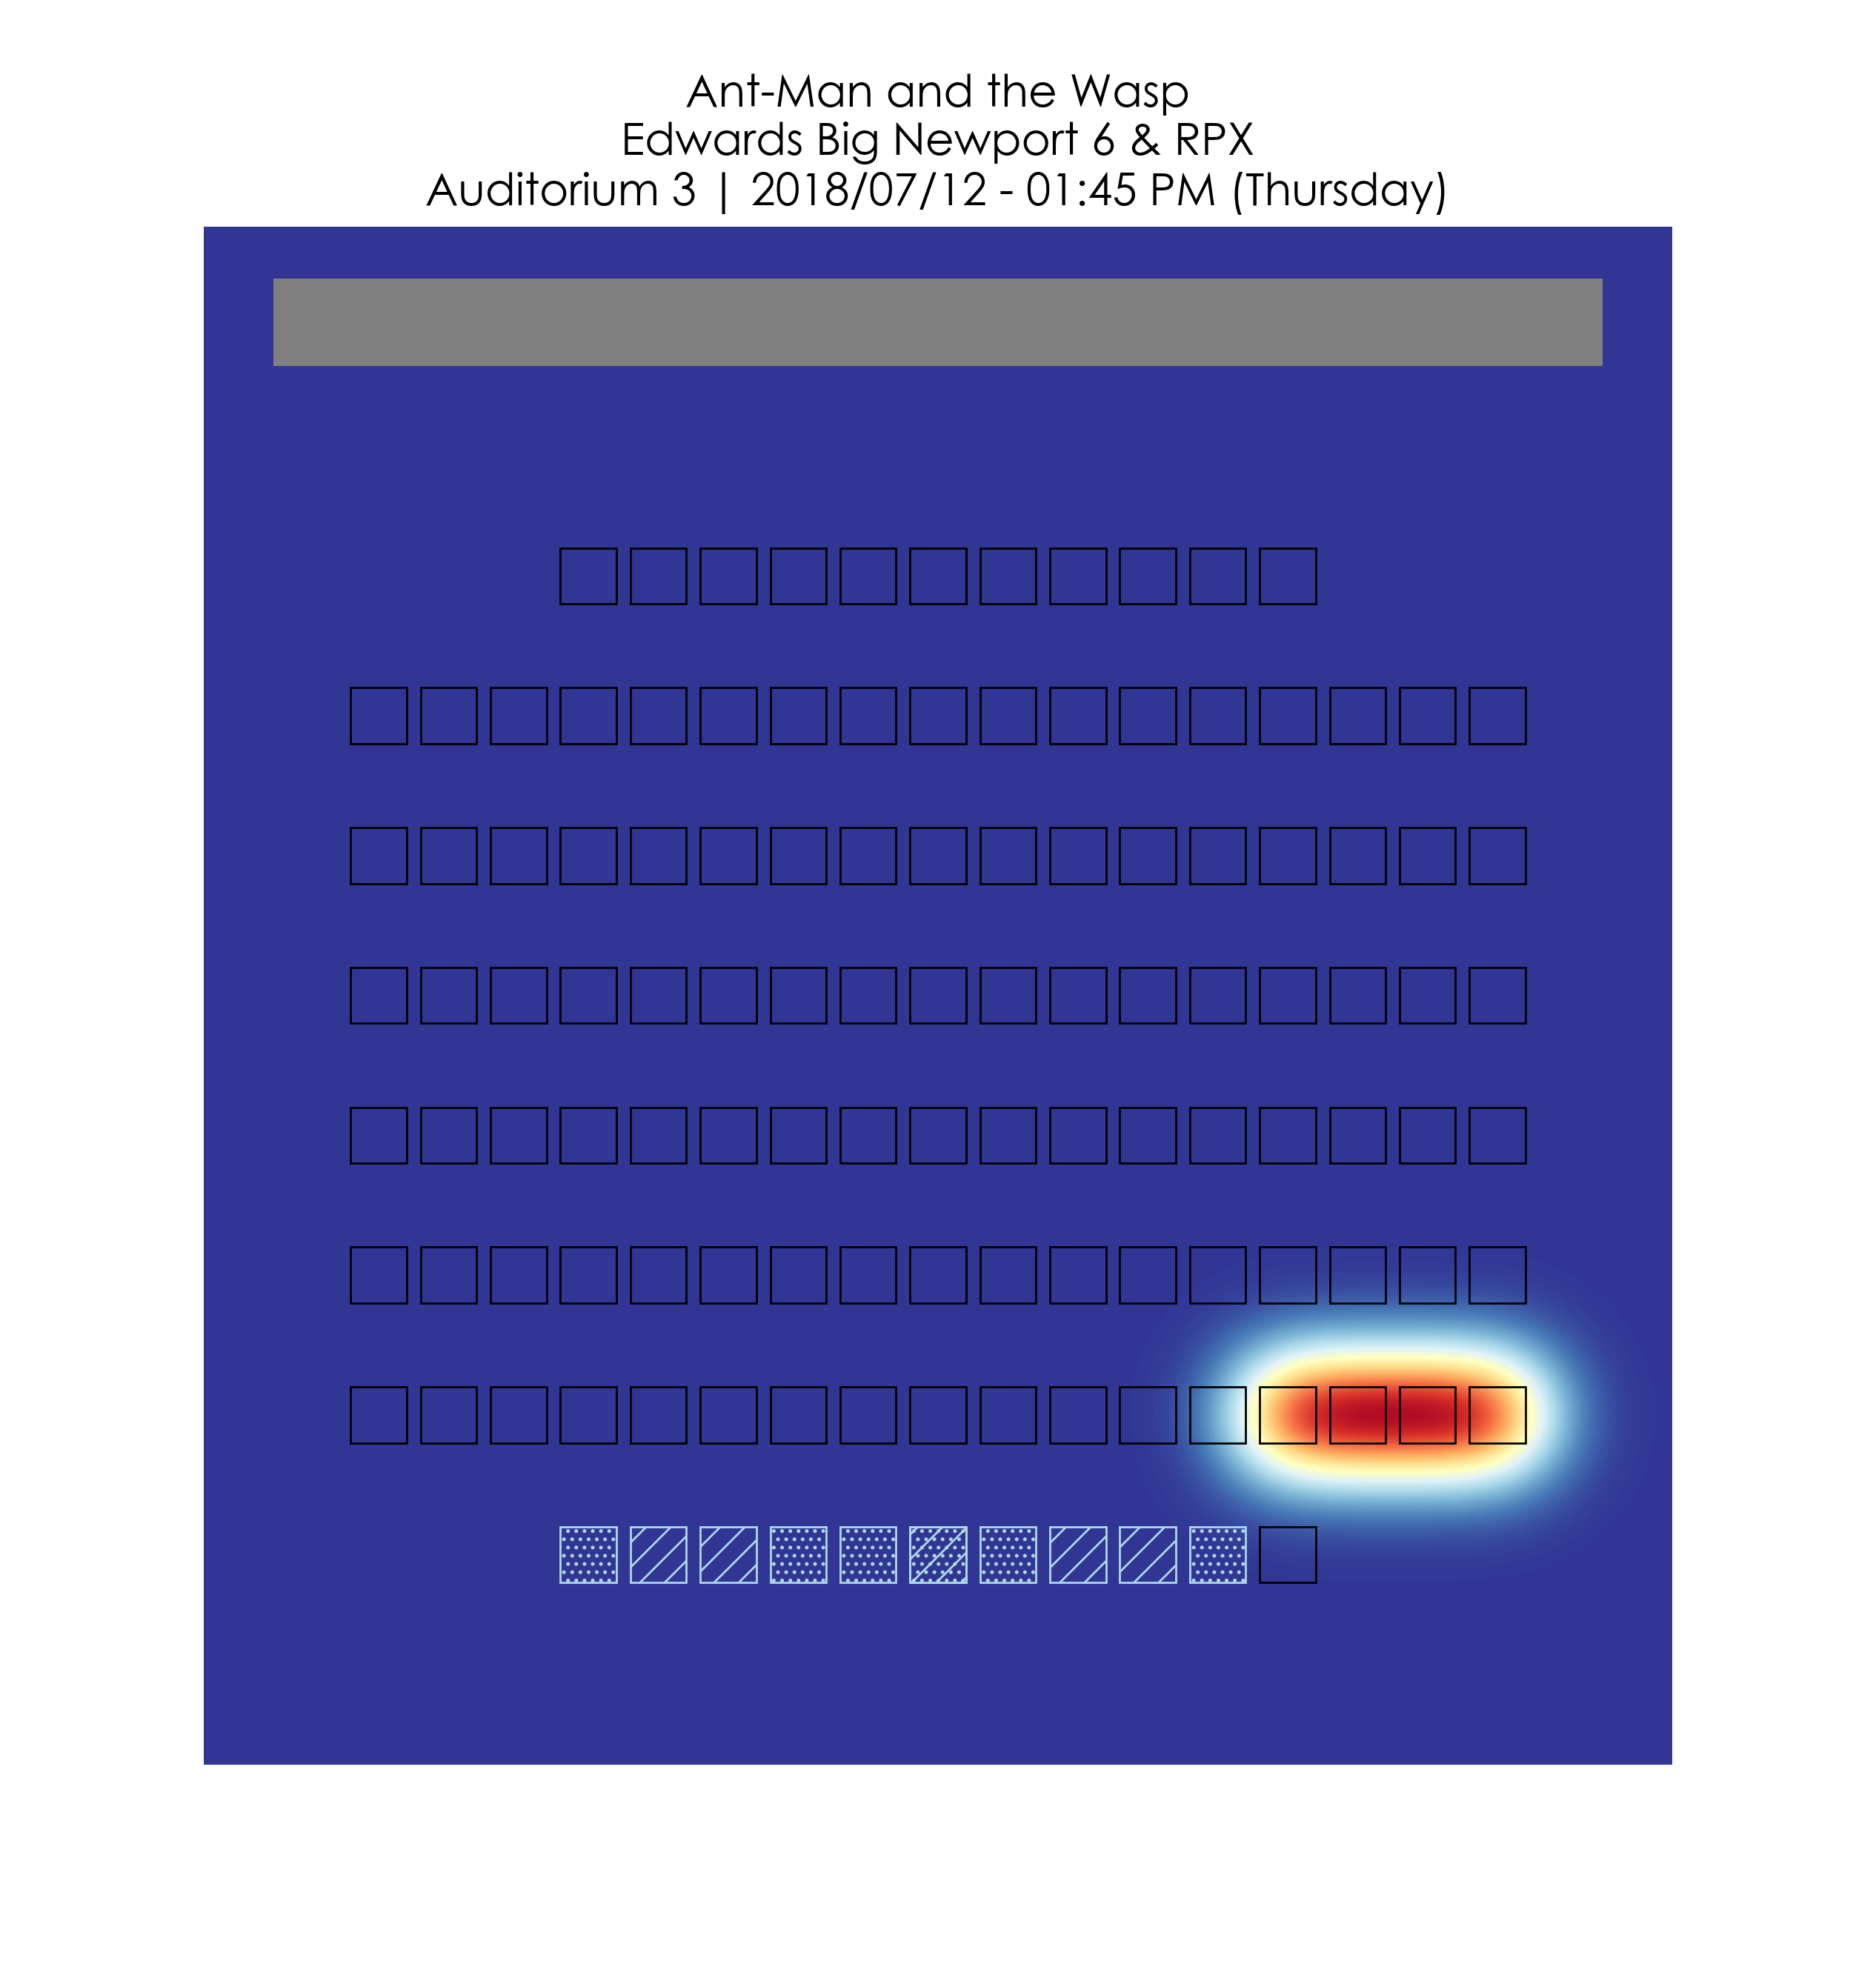 Ant-Man and the Wasp
Edwards Big Newport 6 & RPX
Auditorium 3 | 2018/07/12 - 01:45 PM (Thursday)